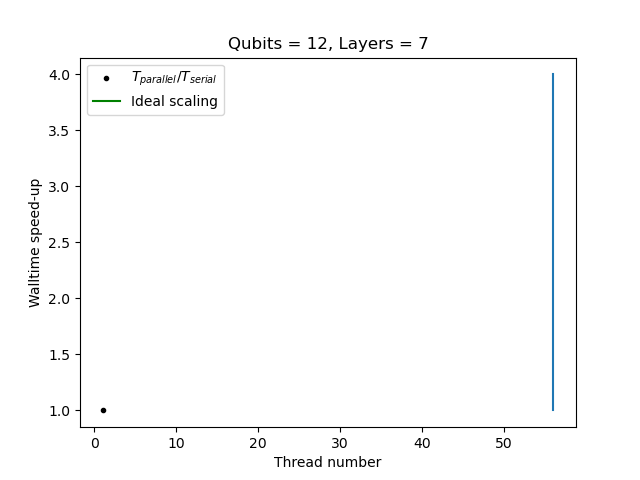 Qubits = 12, Layers = 7
4.0
3.5
3.0
2.5
2.0
1.5
1.0
T_parallel/T_serial
Ideal scaling
Walltime speed-up
0 10 20 30 40 50
Thread number